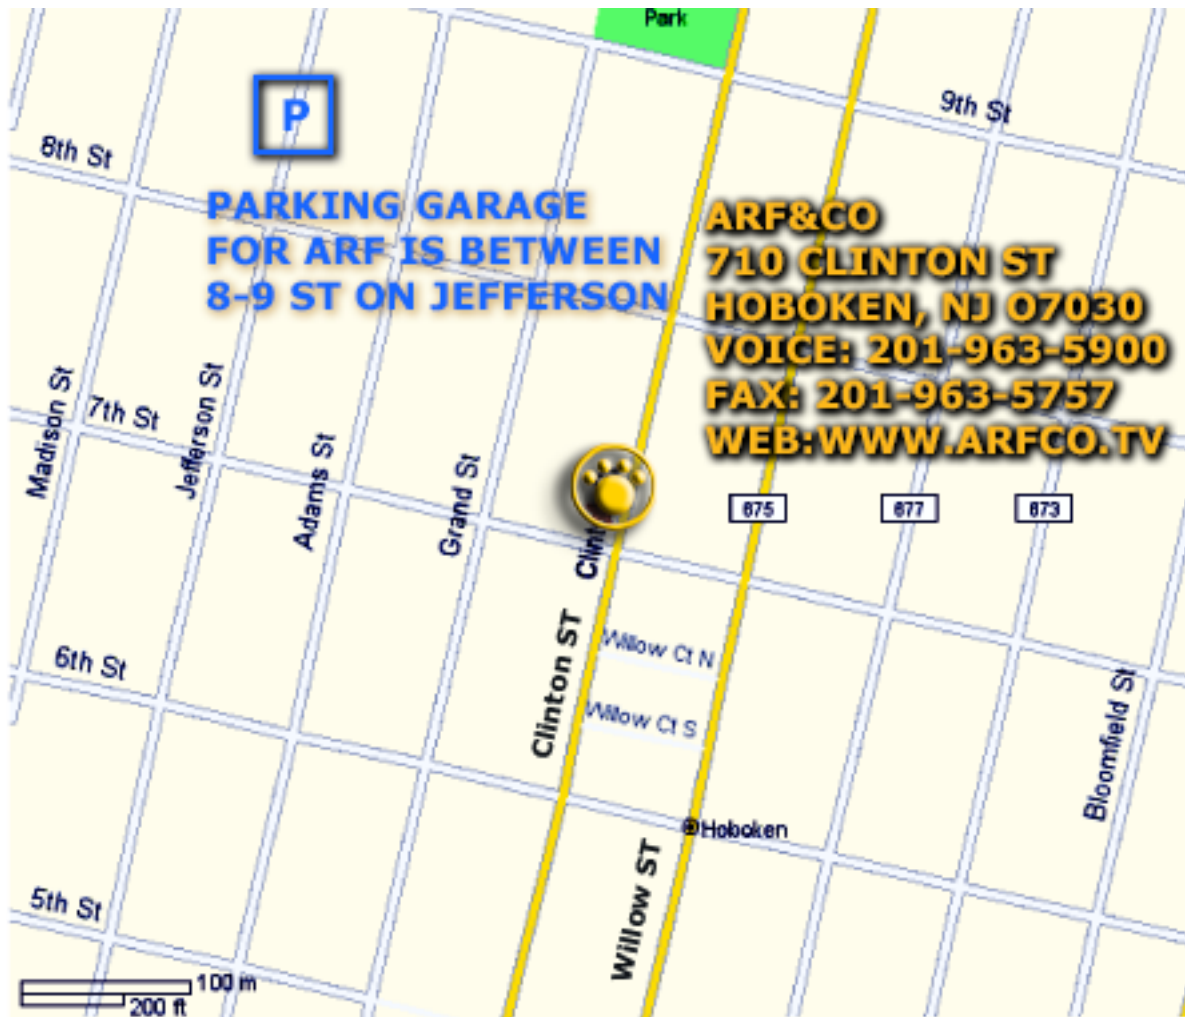 Park
9th St
P
8th St
PARKING GARAGE
FOR ARF IS BETWEEN
8-9 ST ON JEFFERSON
ARF&CO
710 CLINTON ST
HOBOKEN, NJ O7030
VOICE: 201-963-5900
FAX: 201-963-5757
WEB:WWW.ARFCO.TV
Madison St
7th St
Jefferson St
Adams St
Grand St
Clint
675
677
673
Clinton ST
Willow Ct N
Willow Ct S
6th St
Bloomfield St
Hoboken
Willow ST
5th St
100 m
200 ft